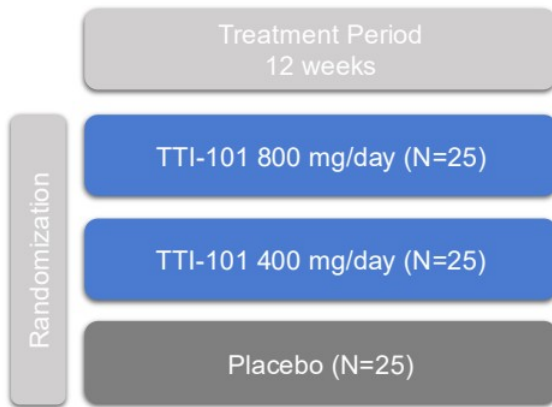 Treatment Period
12 weeks
Randomization
TTI-101 800 mg/day (N=25)
TTI-101 400 mg/day (N=25)
Placebo (N=25)